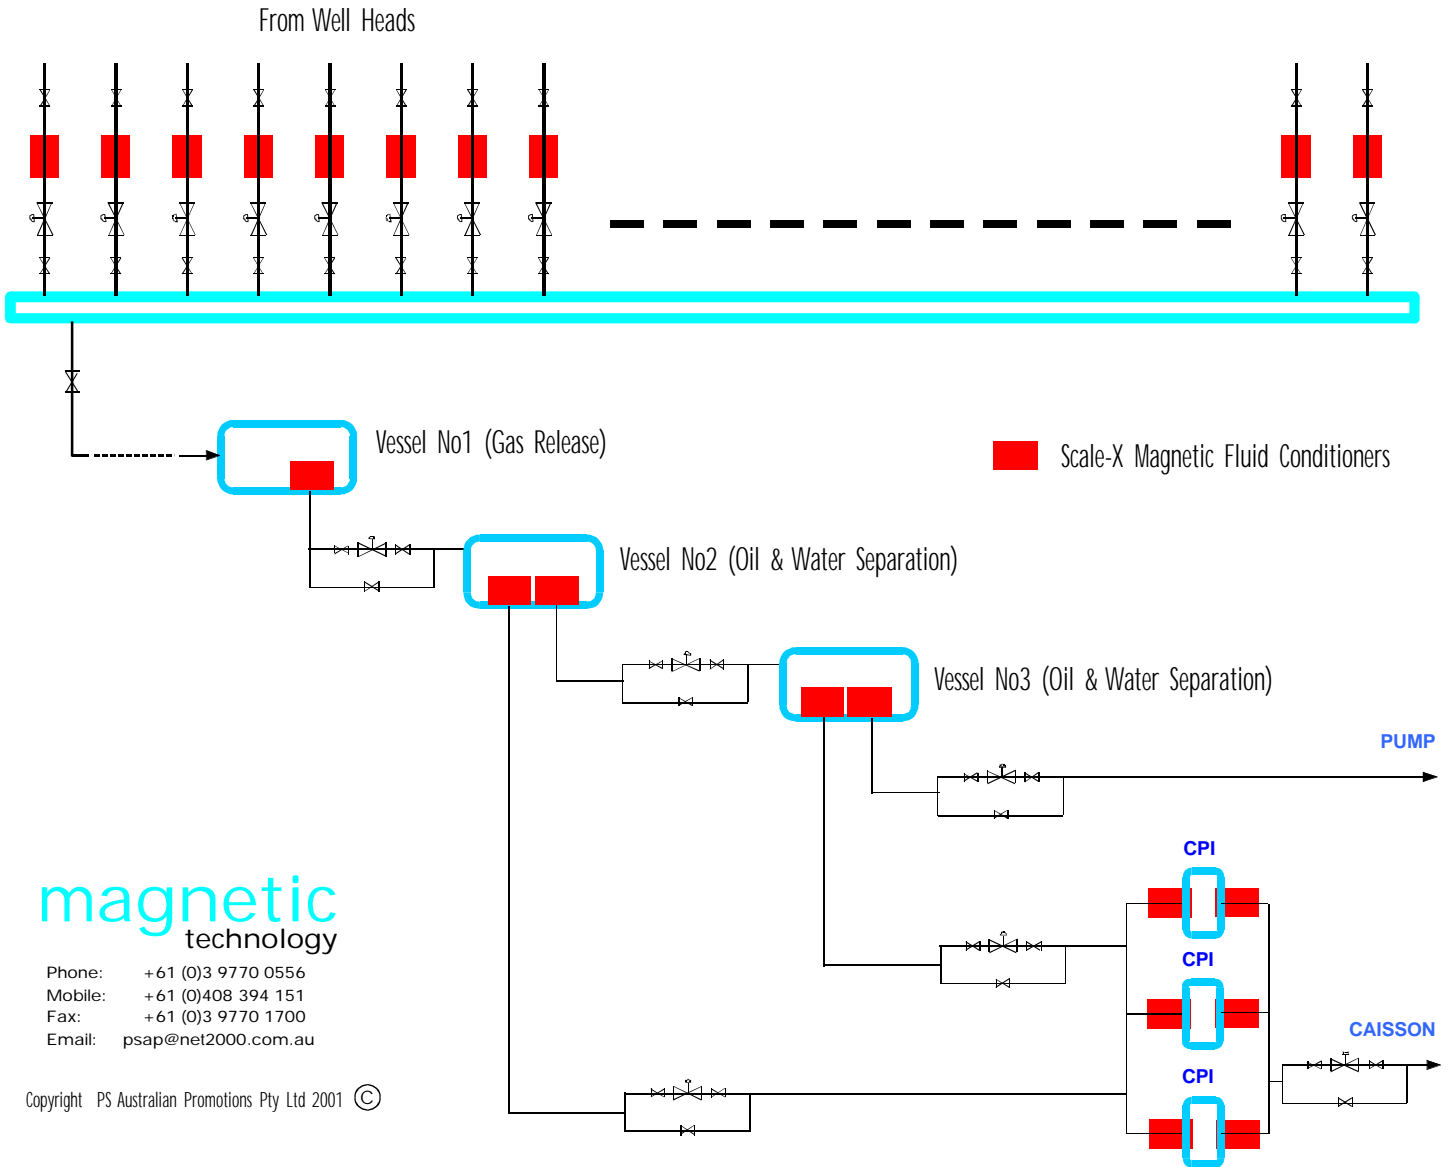 From Well Heads
Vessel No1 (Gas Release)
Scale-X Magnetic Fluid Conditioners
Vessel No2 (Oil & Water Separation)
Vessel No3 (Oil & Water Separation)
PUMP
CPI
CPI
CAISSON
CPI
magnetic
technology
Phone: +61 (0)3 9770 0556
Mobile: +61 (0)408 394 151
Fax: +61 (0)3 9770 1700
Email: psap@net2000.com.au
Copyright PS Australian Promotions Pty Ltd 2001 ©